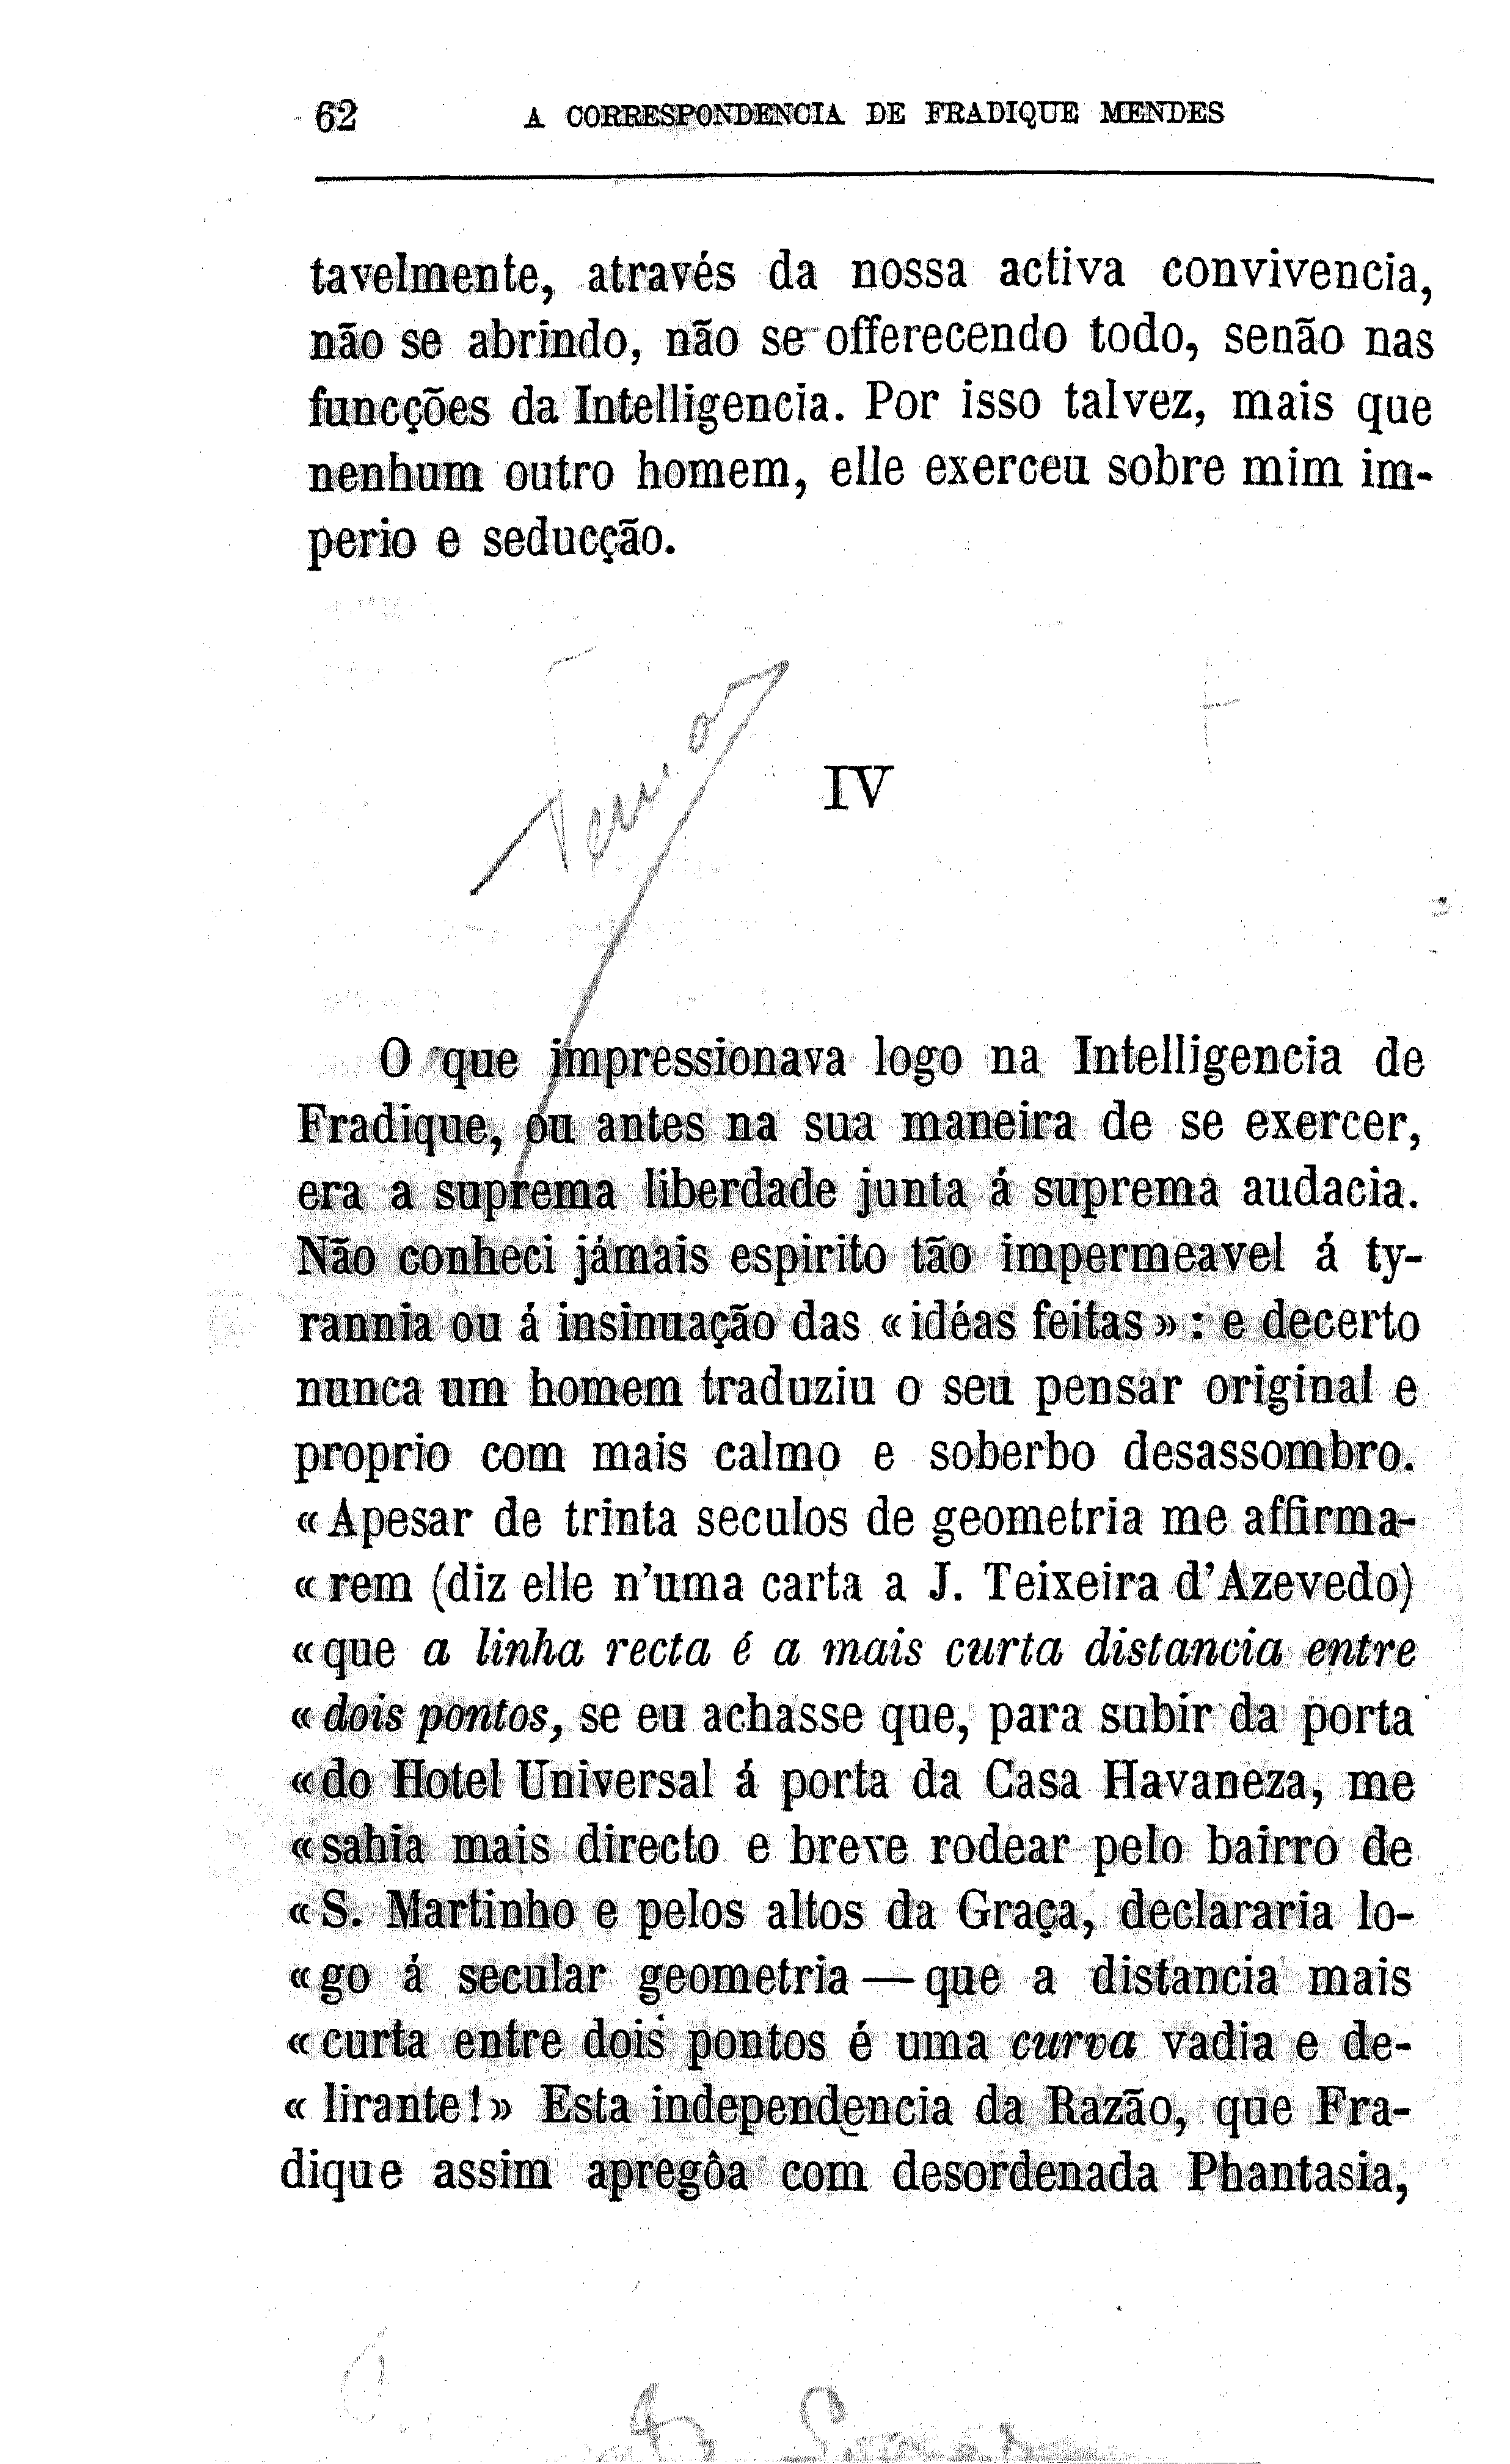 62 A CORRESPONDENCIA DE FRADIQUE MENDES
tavelmente, através da nossa activa convivencia,
não se abrindo, não se offerecendo todo, senão nas
funcções da Intelligencia. Por isso talvez, mais que
nenhum outro homem, elle exerceu sobre mim im-
perio e seducção.
IV
O que impressionava logo na Intelligencia de
Fradique, ou antes na sua maneira de se exercer,
era a suprema liberdade junta á suprema audacia.
Não conheci jámais espirito tão impermeavel á ty-
rannia ou á insinuação das «idéas feitas»: e decerto
nunca um homem traduziu o seu pensar original e
proprio com mais calmo e soberbo desassombro.
«Apesar de trinta seculos de geometria me affirma-
«rem (diz elle n'uma carta a J. Teixeira d'Azevedo)
«que a linha recta é a mais curta distancia entre
«dois pontos, se eu achasse que, para subir da porta
«do Hotel Universal á porta da Casa Havaneza, me
«sahia mais directo e breve rodear pelo bairro de
«S. Martinho e pelos altos da Graça, declararia lo-
«go á secular geometria — que a distancia mais
«curta entre dois pontos é uma curva vadia e de-
«lirante!» Esta independencia da Razão, que Fra-
dique assim apregôa com desordenada Phantasia,